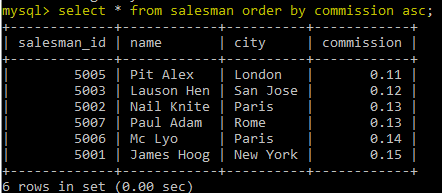 mysql> select * from salesman order by commission asc;
+-------------+------------+----------+------------+
| salesman_id | name       | city     | commission |
+-------------+------------+----------+------------+
|        5005 | Pit Alex   | London   |       0.11 |
|        5003 | Lauson Hen | San Jose |       0.12 |
|        5002 | Nail Knite | Paris    |       0.13 |
|        5007 | Paul Adam  | Rome     |       0.13 |
|        5006 | Mc Lyo     | Paris    |       0.14 |
|        5001 | James Hoog | New York |       0.15 |
+-------------+------------+----------+------------+
6 rows in set (0.00 sec)